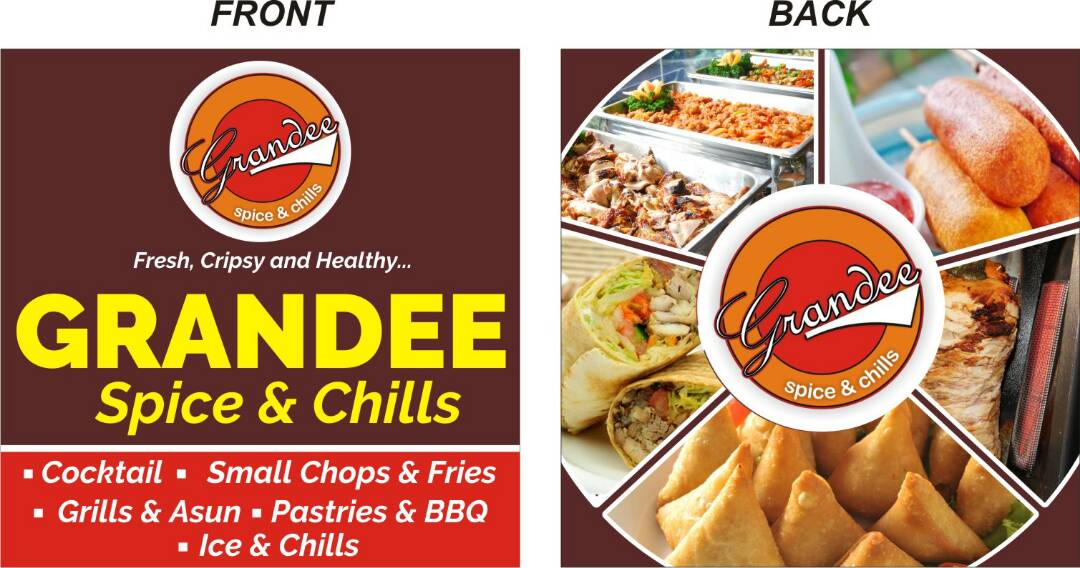 FRONT
BACK
Grandee
spice & chills
Fresh, Cripsy and Healthy...
GRANDEE
Spice & Chills
▪ Cocktail ▪ Small Chops & Fries
▪ Grills & Asun ▪ Pastries & BBQ
▪ Ice & Chills
Grandee
spice & chills